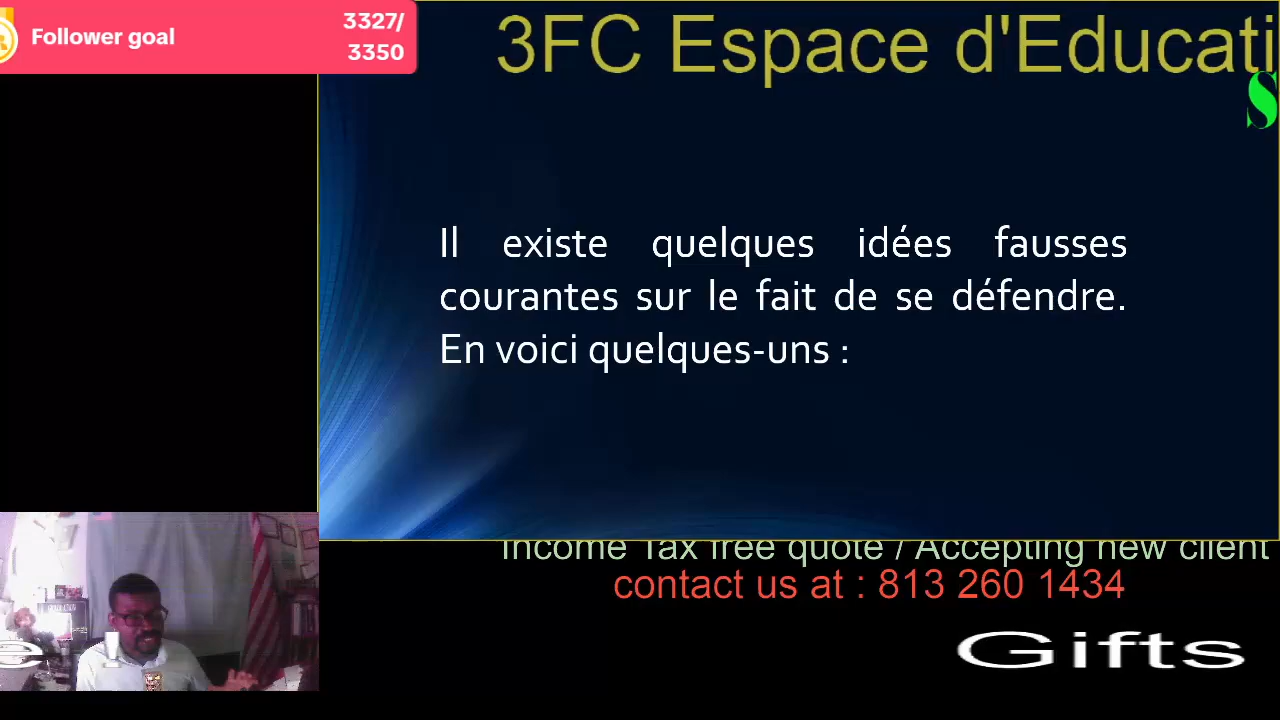 Follower goal
3327/
3350
3FC Espace d'Educati
S
Il existe quelques idées fausses
courantes sur le fait de se défendre.
En voici quelques-uns :
Income Tax free quote / Accepting new client
contact us at : 813 260 1434
Gifts
e !